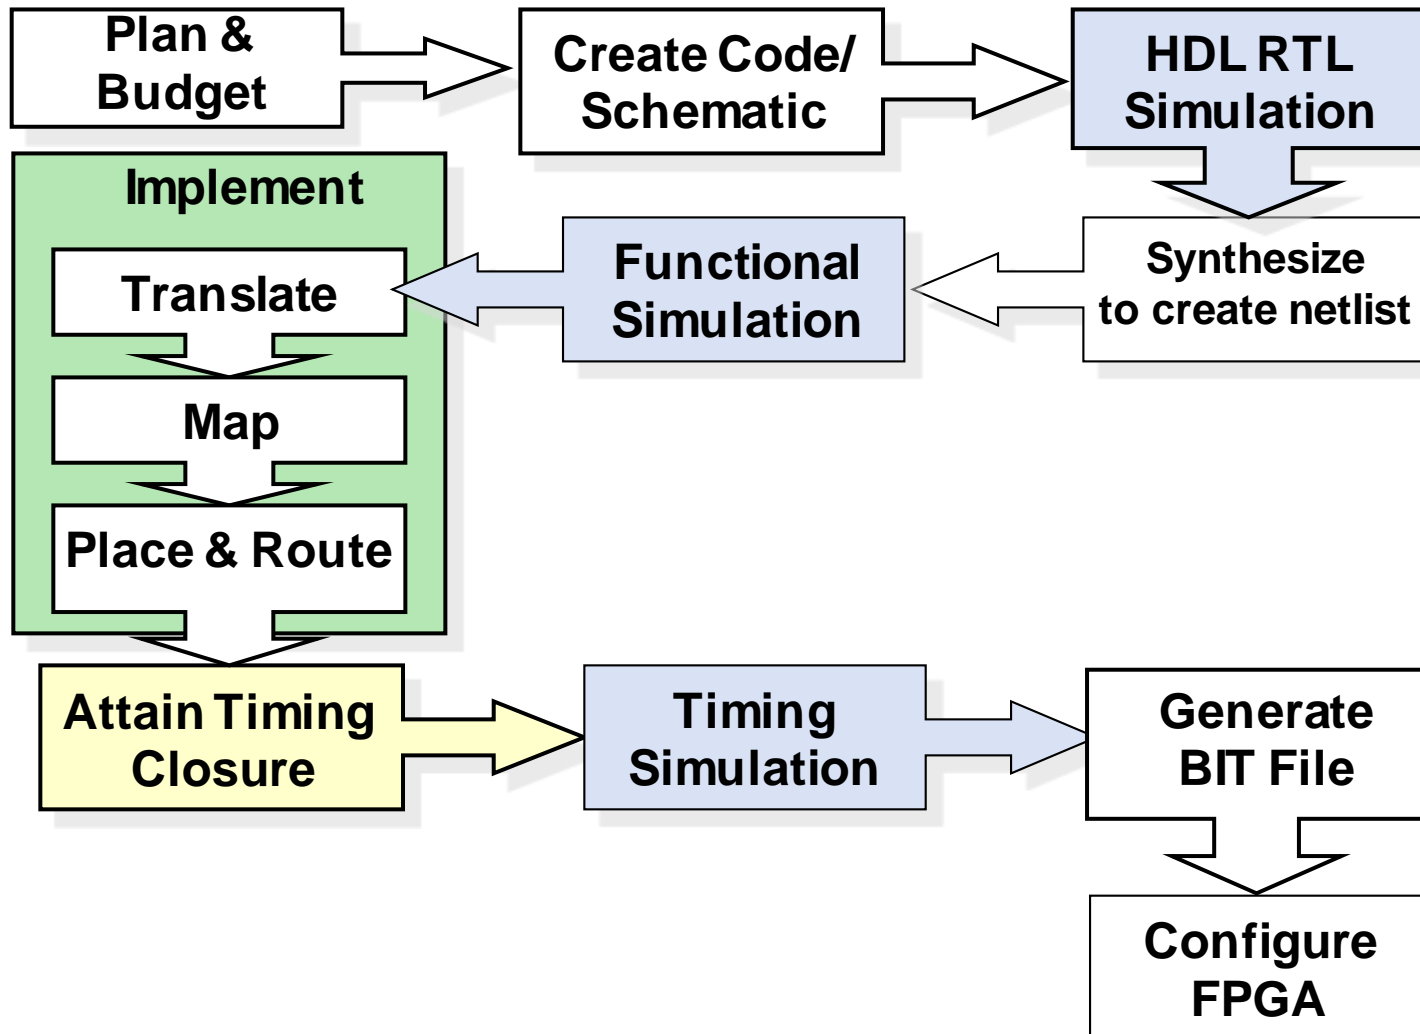 Plan &
Budget
Create Code/
Schematic
HDL RTL
Simulation
Implement
Translate
Map
Place & Route
Functional
Simulation
Synthesize
to create netlist
Attain Timing
Closure
Timing
Simulation
Generate
BIT File
Configure
FPGA